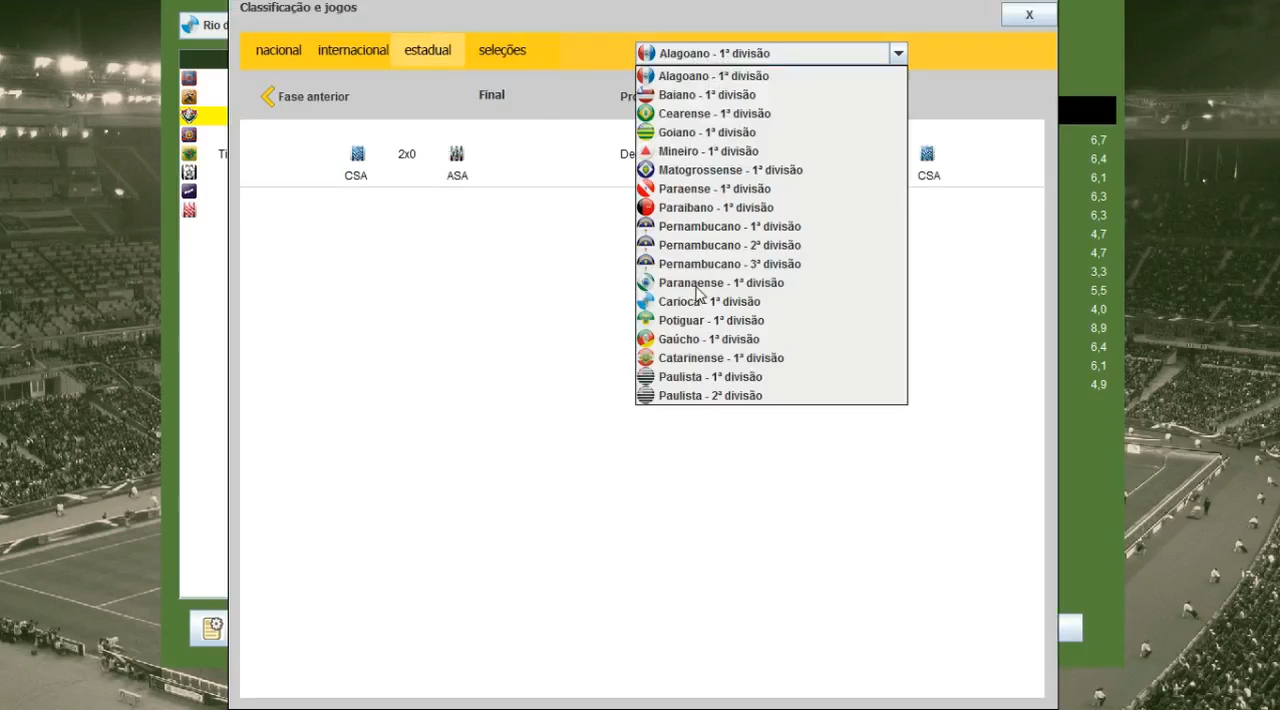 Classificação e jogos
X
Rio d
nacional internacional estadual seleções
Alagoano - 1ª divisão
Fase anterior Final Pró
Alagoano - 1ª divisão
Baiano - 1ª divisão
Cearense - 1ª divisão
Goiano - 1ª divisão
Mineiro - 1ª divisão
Matogrossense - 1ª divisão
Paraense - 1ª divisão
Paraibano - 1ª divisão
Pernambucano - 1ª divisão
Pernambucano - 2ª divisão
Pernambucano - 3ª divisão
Paranaense - 1ª divisão
Carioca - 1ª divisão
Potiguar - 1ª divisão
Gaúcho - 1ª divisão
Catarinense - 1ª divisão
Paulista - 1ª divisão
Paulista - 2ª divisão
Ti
2x0
De
CSA ASA CSA
6,7
6,4
6,1
6,3
6,3
4,7
4,7
3,3
5,5
4,0
8,9
6,4
6,1
4,9